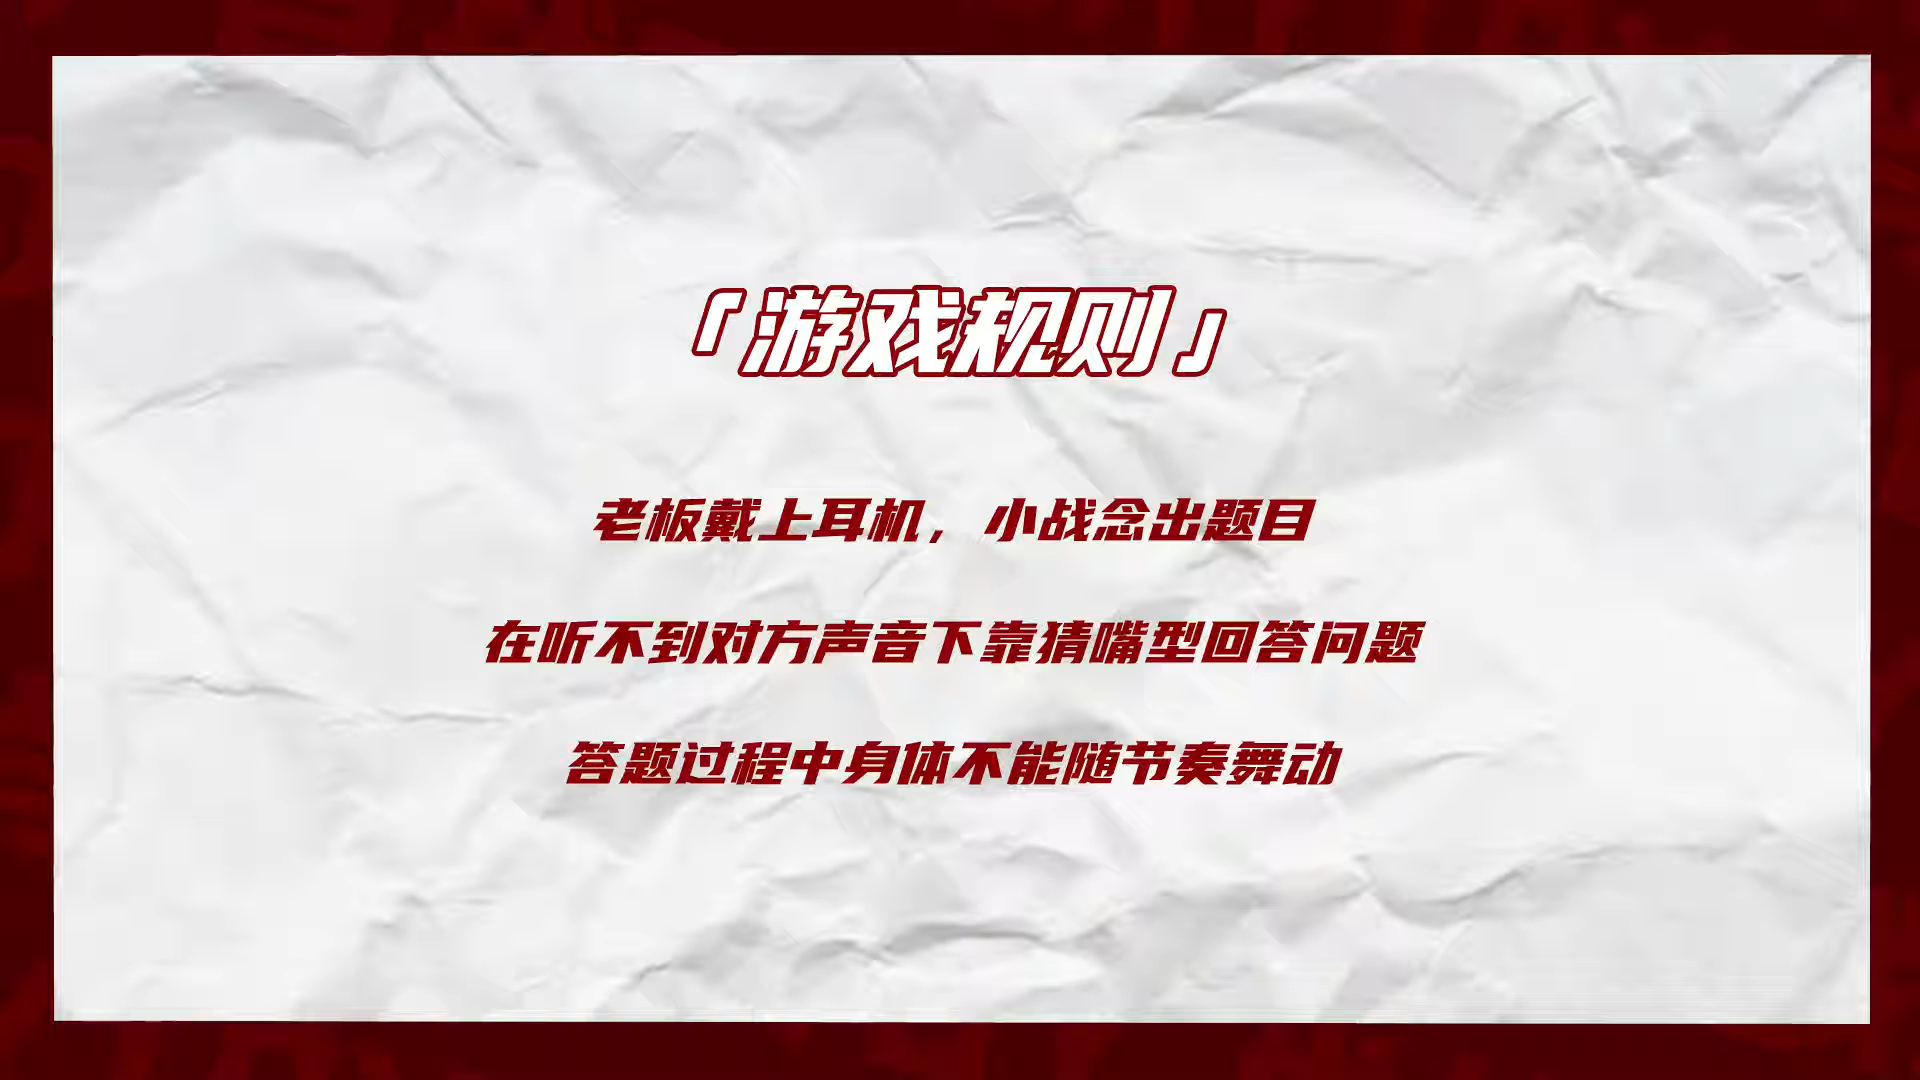 「游戏规则」
老板戴上耳机，小战念出题目
在听不到对方声音下靠猜嘴型回答问题
答题过程中身体不能随节奏舞动